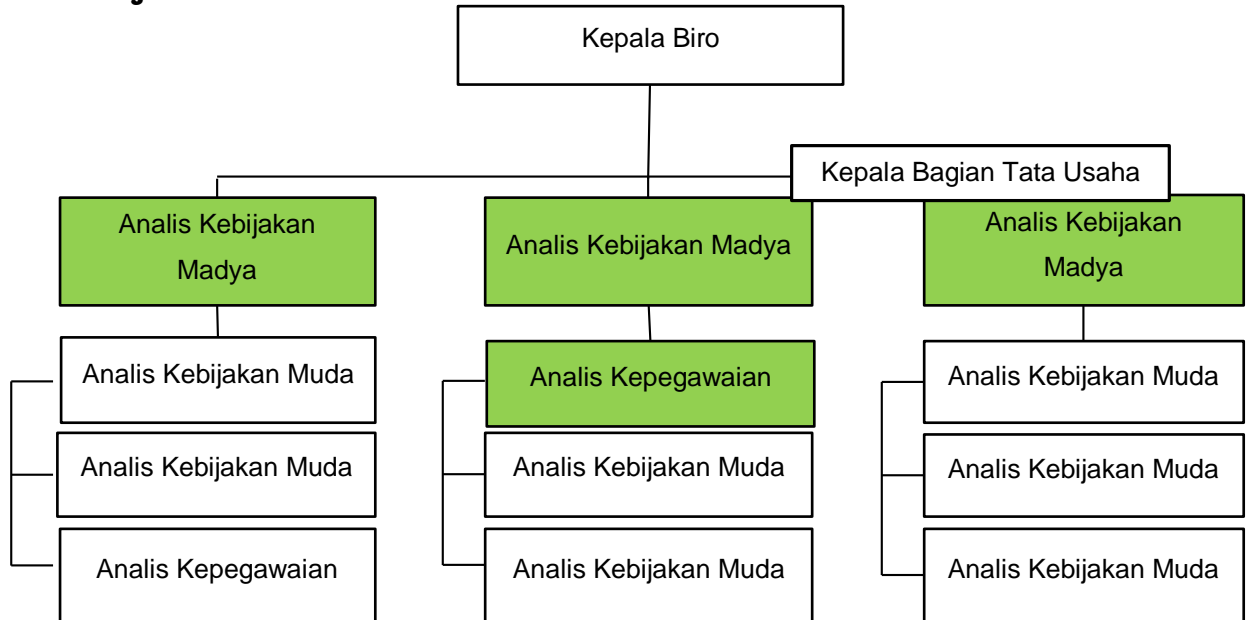 Kepala Biro
Kepala Bagian Tata Usaha
Analis Kebijakan
Madya
Analis Kebijakan Madya
Analis Kebijakan
Madya
Analis Kebijakan Muda
Analis Kepegawaian
Analis Kebijakan Muda
Analis Kebijakan Muda
Analis Kebijakan Muda
Analis Kebijakan Muda
Analis Kepegawaian
Analis Kebijakan Muda
Analis Kebijakan Muda